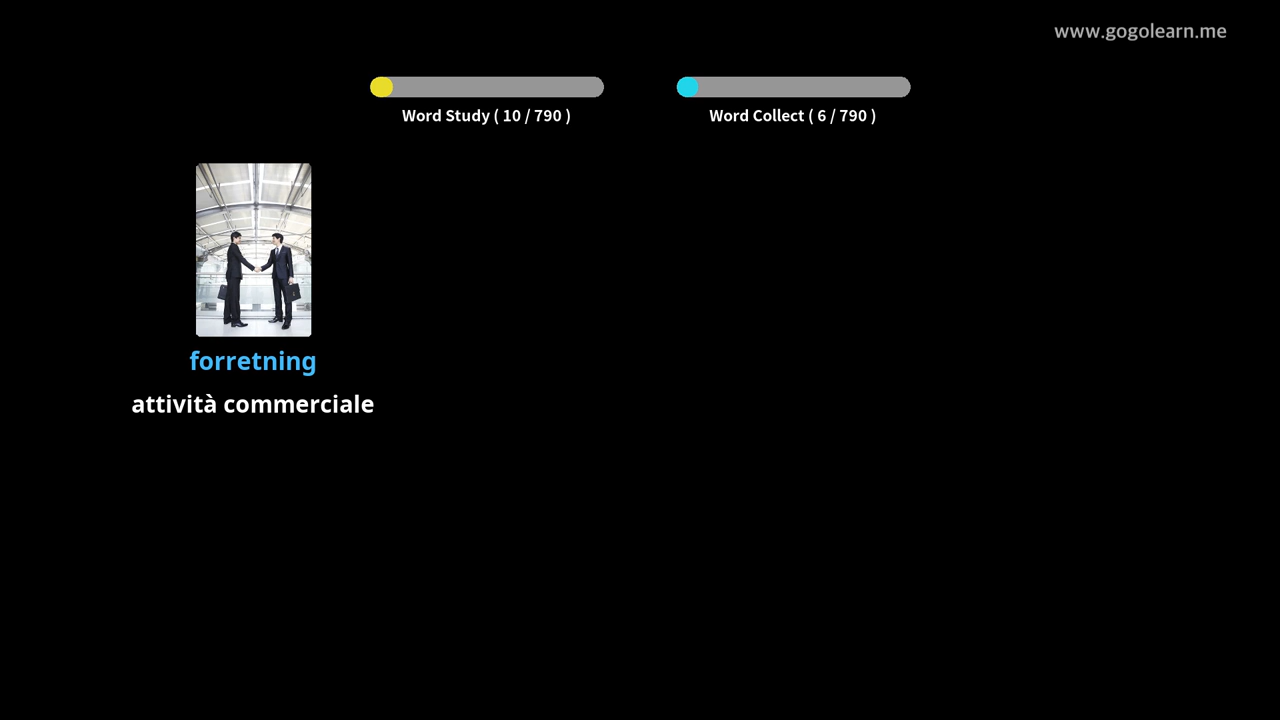 www.gogolearn.me
Word Study ( 10 / 790 )
Word Collect ( 6 / 790 )
forretning
attività commerciale